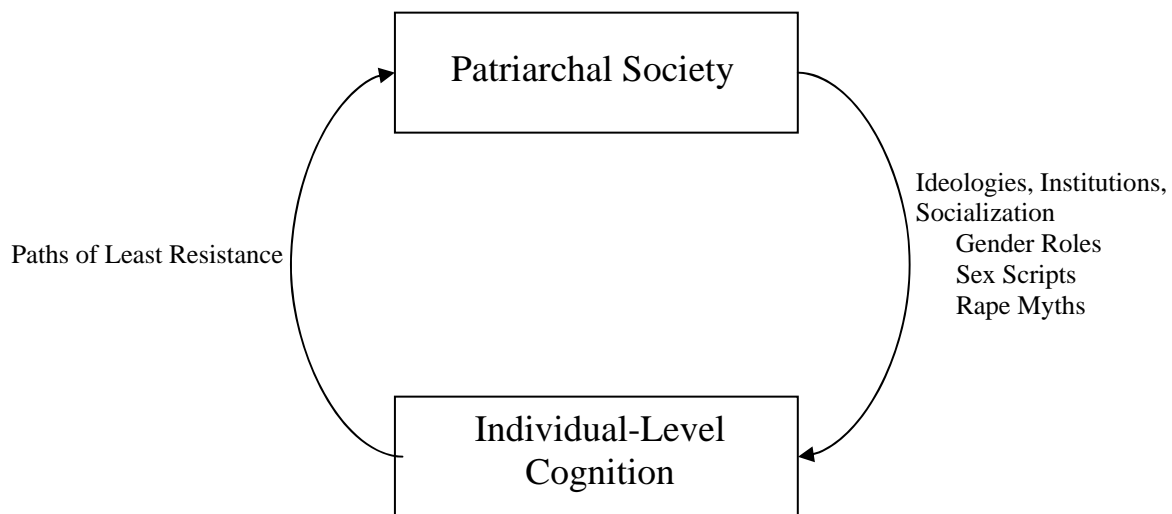 Patriarchal Society
Ideologies, Institutions,
Socialization
Gender Roles
Sex Scripts
Rape Myths
Paths of Least Resistance
Individual-Level
Cognition